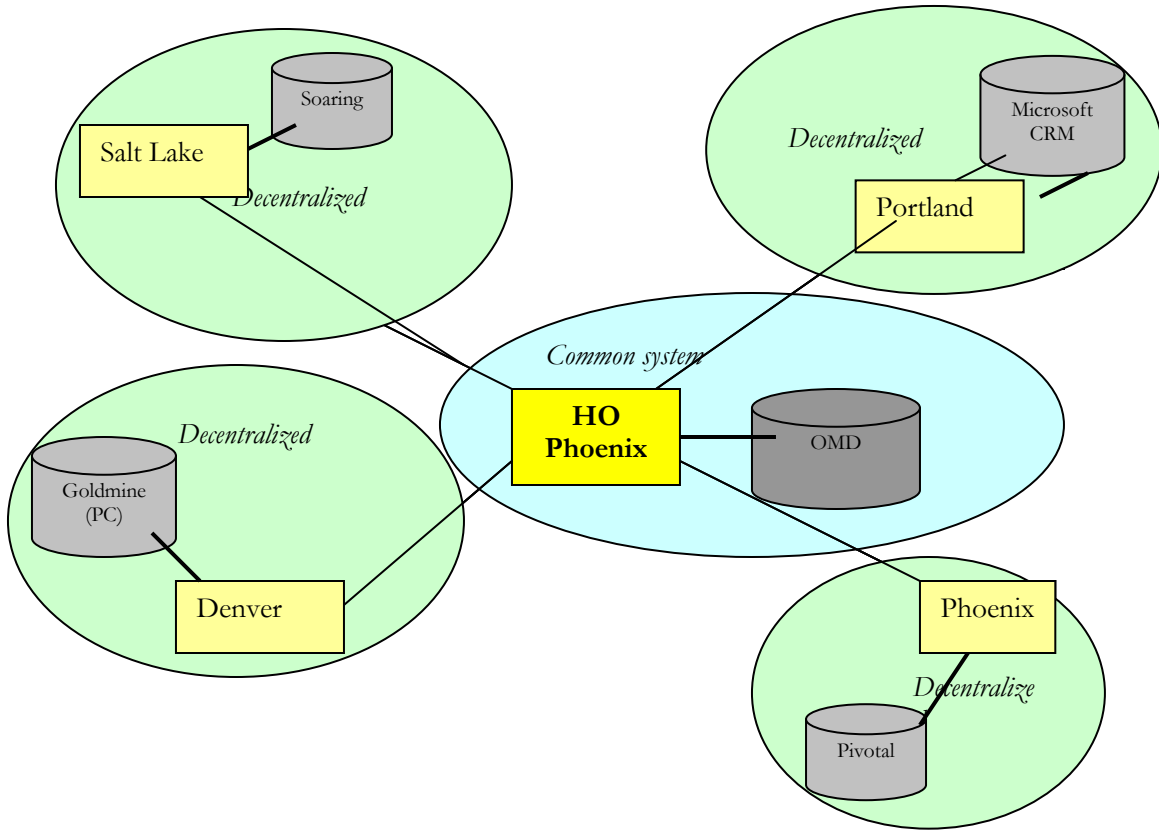 Soaring
Salt Lake
Decentralized
Microsoft
CRM
Decentralized
Portland
Common system
HO
Phoenix
OMD
Decentralized
Goldmine
(PC)
Denver
Phoenix
Decentralize
Pivotal